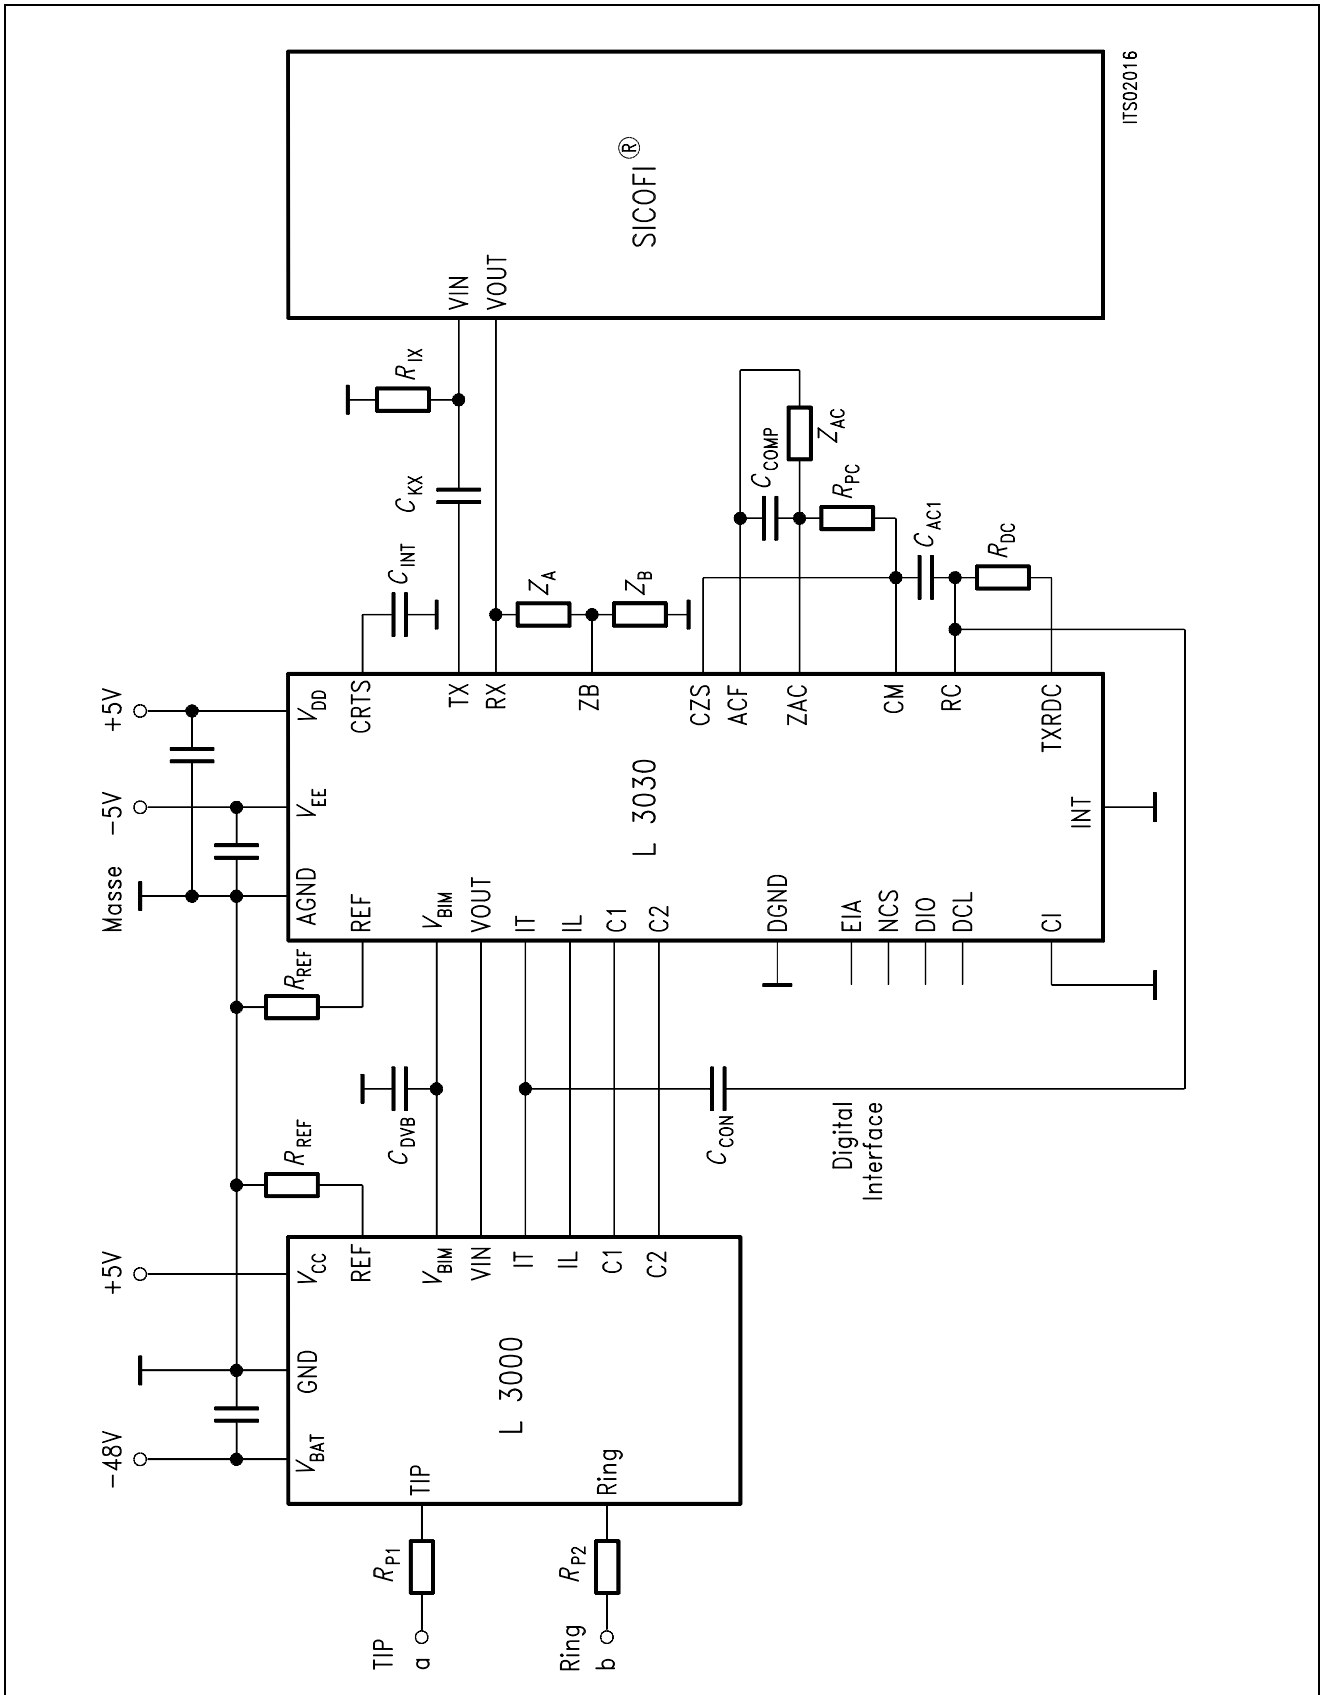 -48V
+5V
Masse
-5V
+5V
VBAT
GND
VCC
REF
VBIM
VIN
IT
IL
C1
C2
L 3000
TIP
Ring
RP1
RP2
TIP
a
Ring
b
RREF
RREF
CDVB
CCON
Digital
Interface
AGND
VEE
VDD
REF
VBIM
VOUT
IT
IL
C1
C2
DGND
EIA
NCS
DIO
DCL
CI
INT
L 3030
CRTS
TX
RX
ZB
CZS
ACF
ZAC
CM
RC
TXRDC
CINT
CKX
RIX
ZA
ZB
CCOMP
ZAC
RPC
CAC1
RDC
VIN
VOUT
SICOFI®
ITS02016